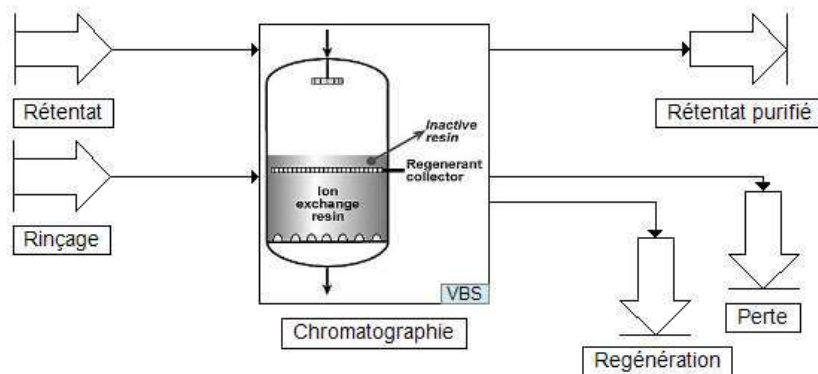 Rétentat
Rétentat purifié
Inactive
resin
Regenerant
collector
Ion
exchange
resin
Rinçage
VBS
Chromatographie
Perte
Regénération